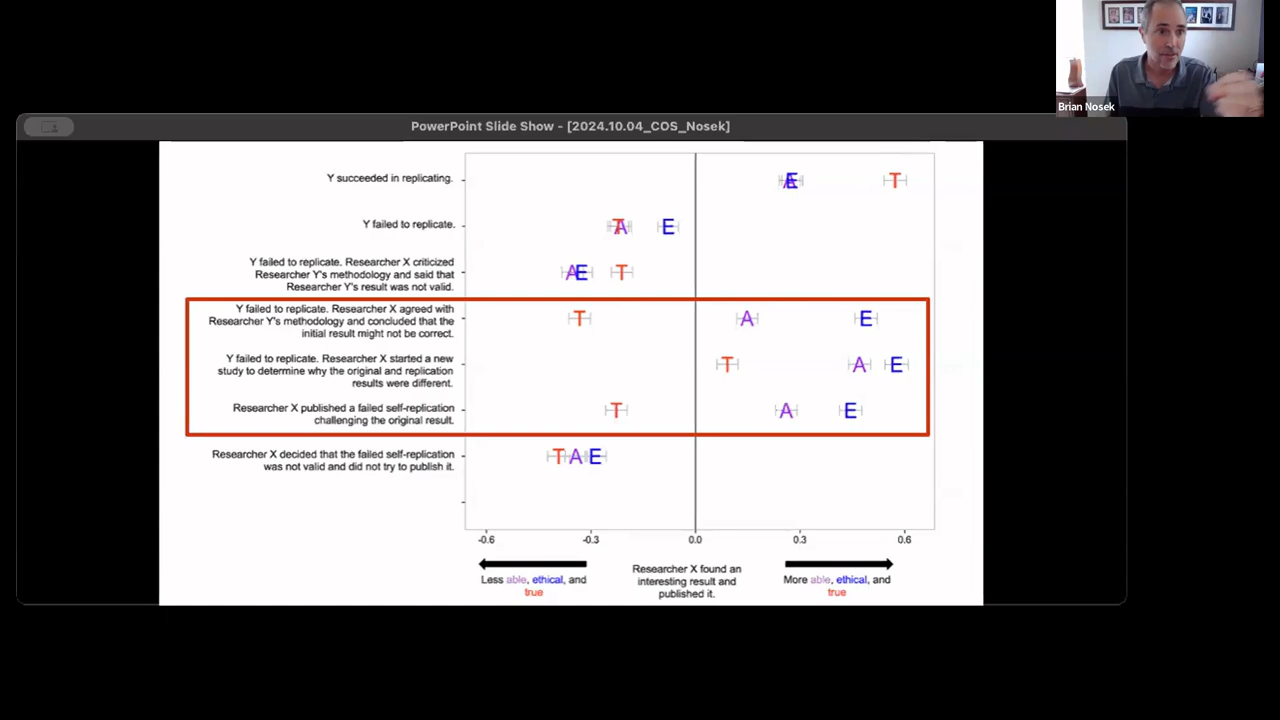 Brian Nosek
PowerPoint Slide Show - [2024.10.04_COS_Nosek]
Y succeeded in replicating.
A E T
Y failed to replicate.
T A E
Y failed to replicate. Researcher X criticized
Researcher Y's methodology and said that
Researcher Y's result was not valid.
A E T
Y failed to replicate. Researcher X agreed with
Researcher Y's methodology and concluded that the
initial result might not be correct.
T A E
Y failed to replicate. Researcher X started a new
study to determine why the original and replication
results were different.
T A E
Researcher X published a failed self-replication
challenging the original result.
T A E
Researcher X decided that the failed self-replication
was not valid and did not try to publish it.
T A E
-0.6 -0.3 0.0 0.3 0.6
Less able, ethical, and
true
Researcher X found an
interesting result and
published it.
More able, ethical, and
true